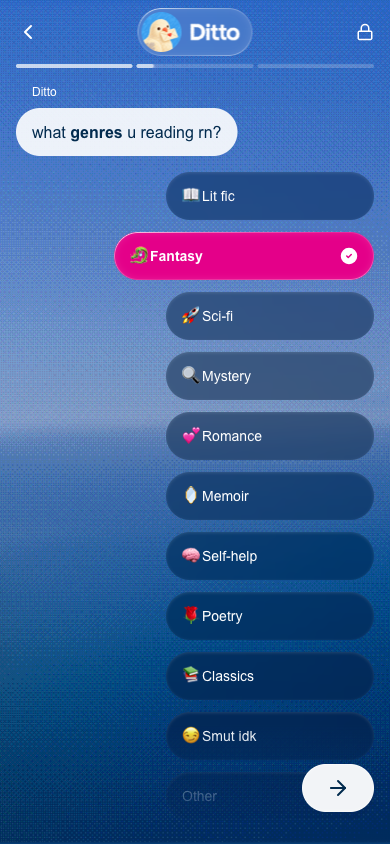 Ditto
Ditto
what genres u reading rn?
Lit fic
Fantasy
Sci-fi
Mystery
Romance
Memoir
Self-help
Poetry
Classics
Smut idk
Other